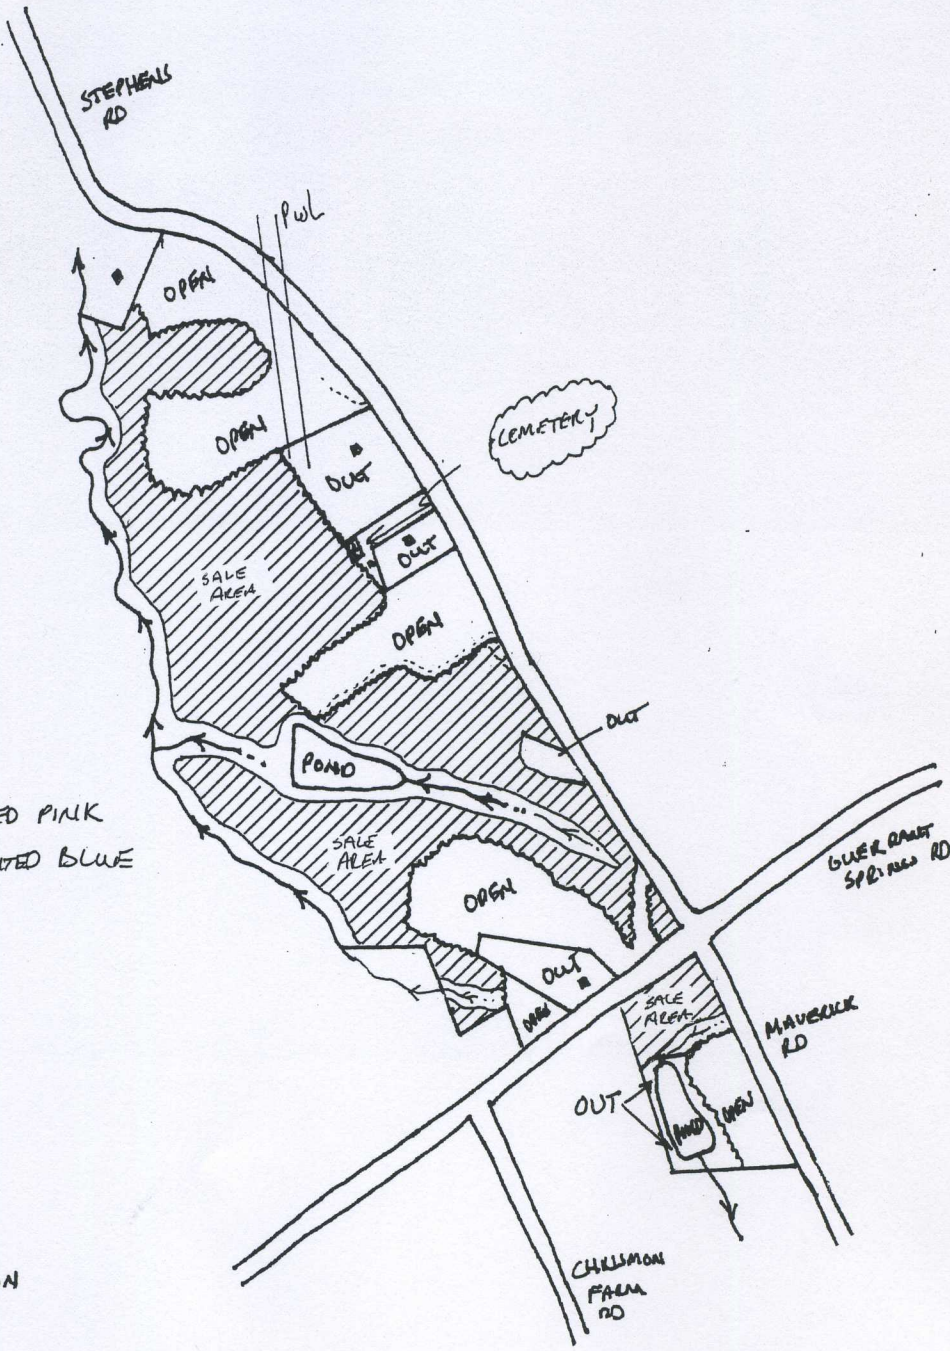 STEPHENS
RD
PWL
OPEN
OPEN
CEMETERY
OUT
OUT
SALE
AREA
OPEN
OUT
POND
ED PINK
TED BLUE
SALE
AREA
GUERRANT
SPRINGS RD
OPEN
OUT
OPEN
SALE
AREA
MAVERICK
RD
OUT
POND
OPEN
CHRISMON
FARM
RD
N